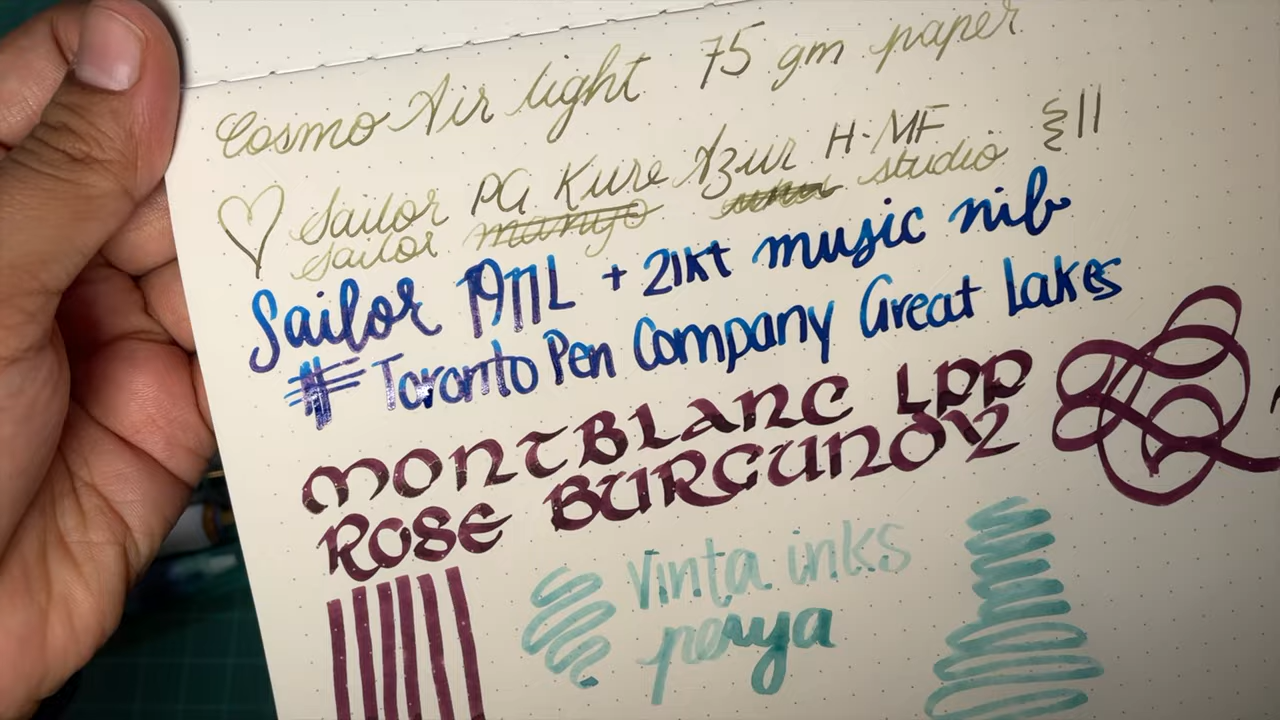 Cosmo Air light 75 gm paper
Sailor PG Kure Azur H-MF
Sailor manyo studio
Sailor 1911L + 21kt music nib
Toronto Pen Company Great Lakes
MONTBLANC LPP
ROSE BURGUNDY
Vinta inks
perya